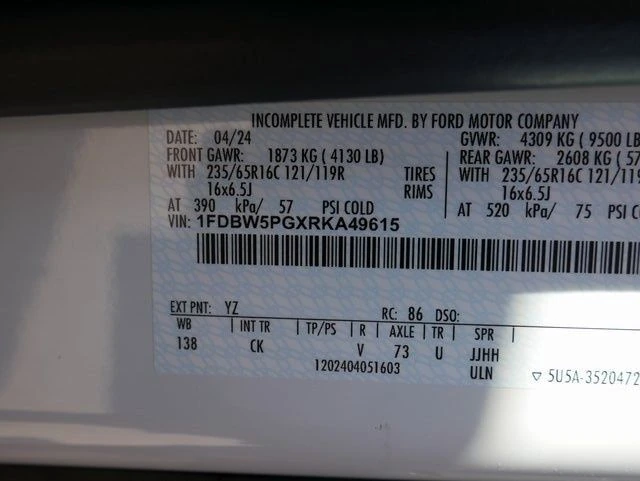 INCOMPLETE VEHICLE MFD. BY FORD MOTOR COMPANY
DATE: 04/24 GVWR: 4309 KG ( 9500 LB
FRONT GAWR: 1873 KG ( 4130 LB) REAR GAWR: 2608 KG ( 57
WITH 235/65R16C 121/119R TIRES WITH 235/65R16C 121/119
16x6.5J RIMS 16x6.5J
AT 390 kPa/ 57 PSI COLD AT 520 kPa/ 75 PSI C
VIN: 1FDBW5PGXRKA49615
EXT PNT: YZ RC: 86 DSO:
WB INT TR TP/PS R AXLE TR SPR
138 CK V 73 U JJHH
1202404051603 ULN ▽ 5U5A-3520472